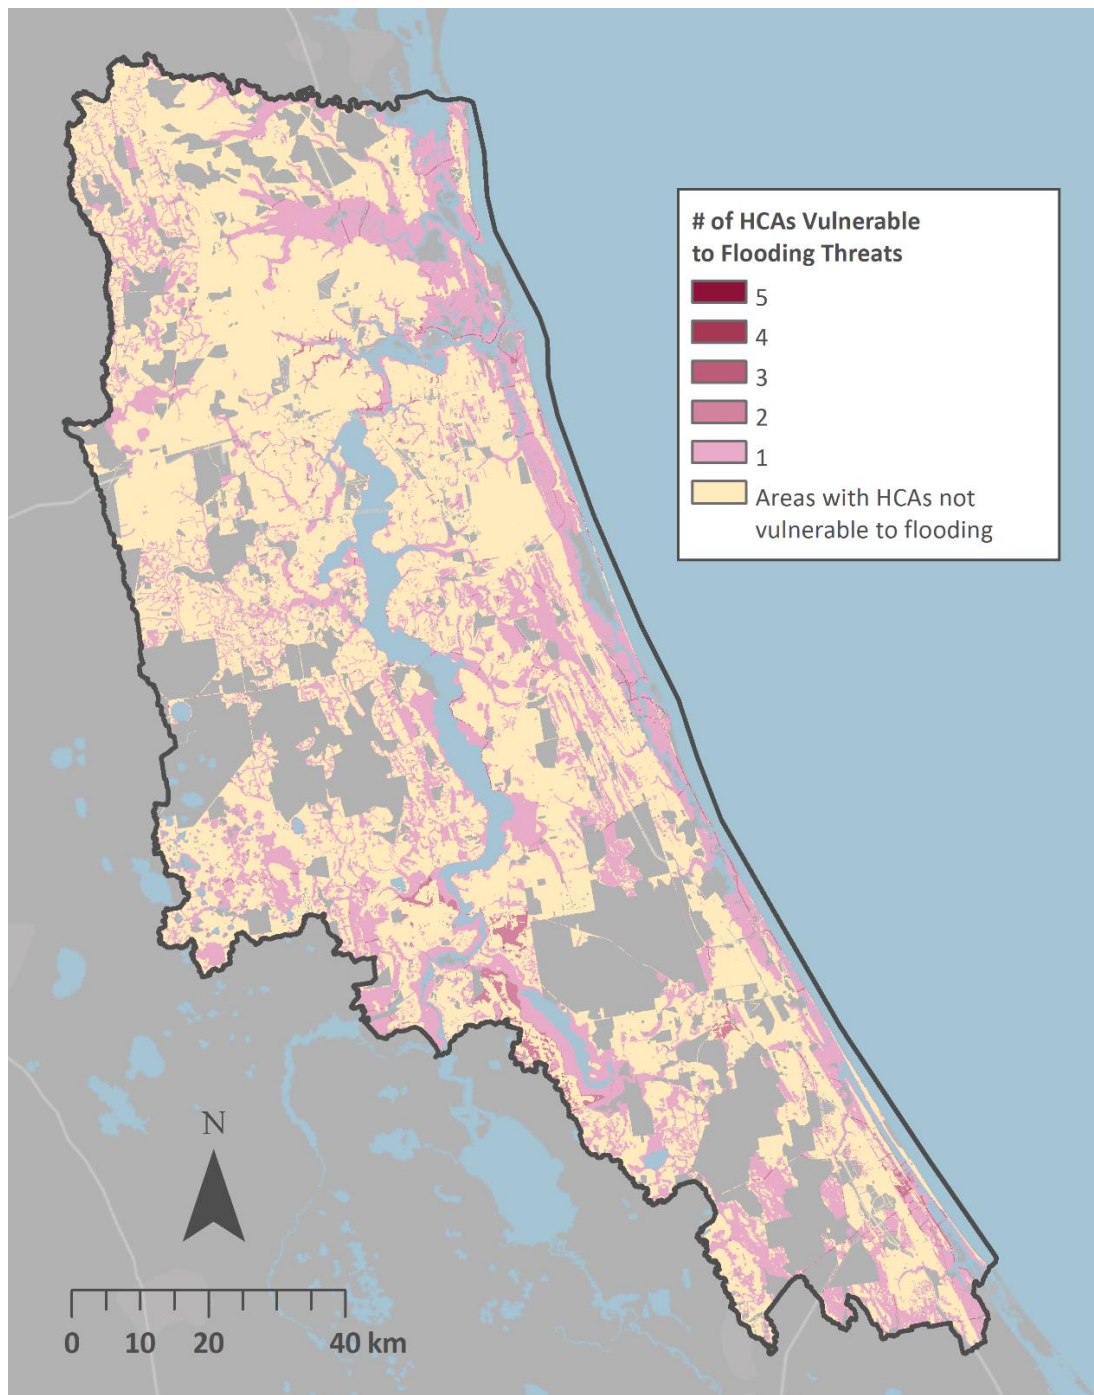 # of HCAs Vulnerable
to Flooding Threats
5
4
3
2
1
Areas with HCAs not
vulnerable to flooding
N
0 10 20 40 km